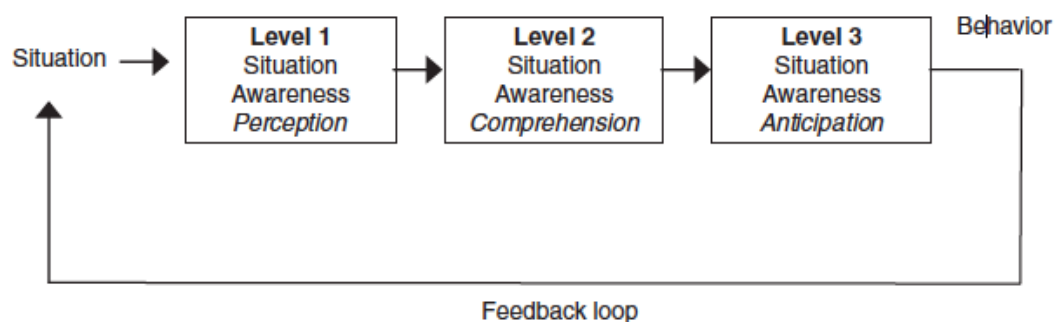 Situation
Level 1
Situation
Awareness
Perception
Level 2
Situation
Awareness
Comprehension
Level 3
Situation
Awareness
Anticipation
Behavior
Feedback loop